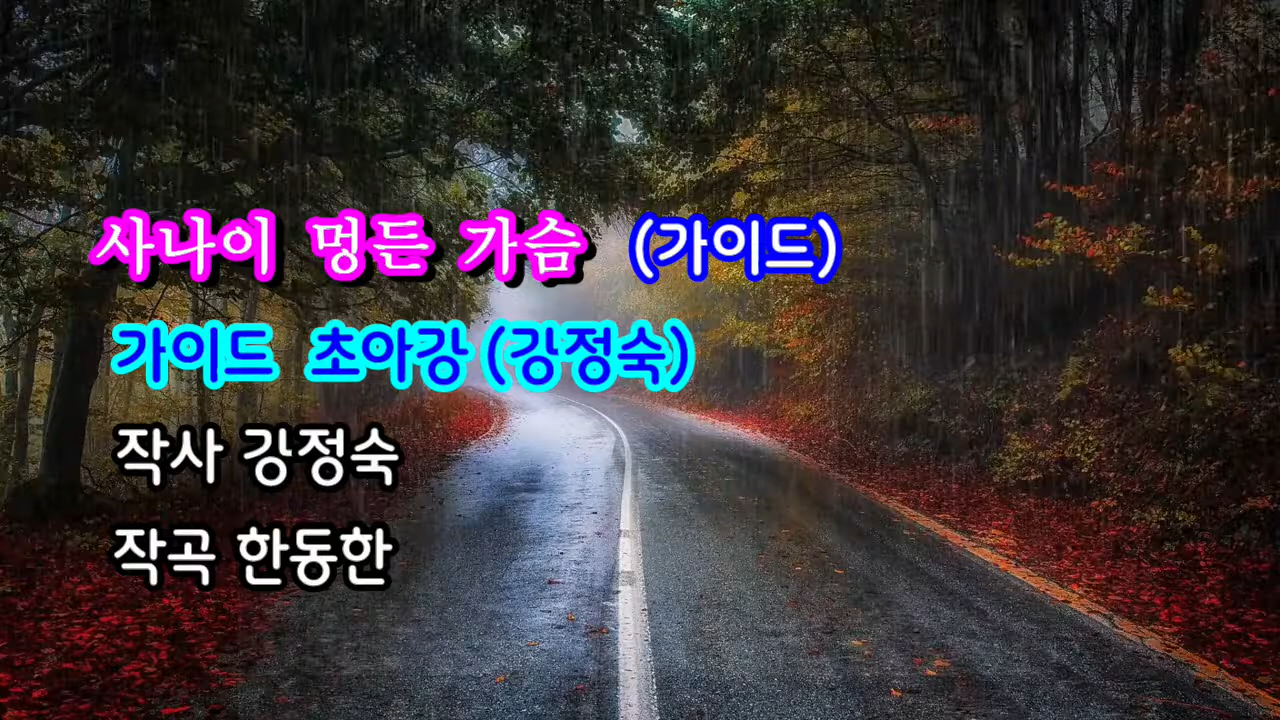 사나이 멍든 가슴 (가이드)
가이드 초아강 (강정숙)
작사 강정숙
작곡 한동한